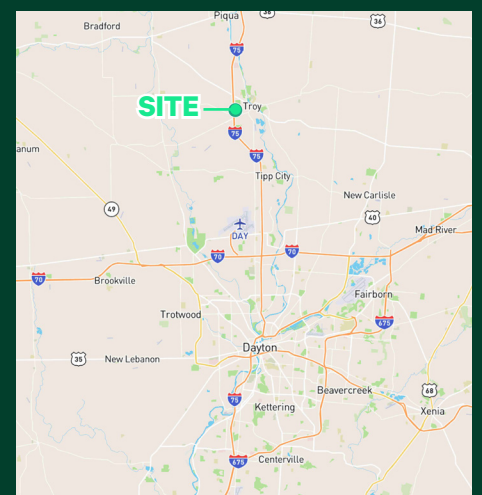 Piqua
36
36
Bradford
75
SITE
Troy
75
75
anum
Tipp City
New Carlisle
49
40
DAY
Mad River
70
70
70
Brookville
Fairborn
Trotwood
675
Dayton
35
New Lebanon
Beavercreek
68
75
Kettering
Xenia
675
Centerville